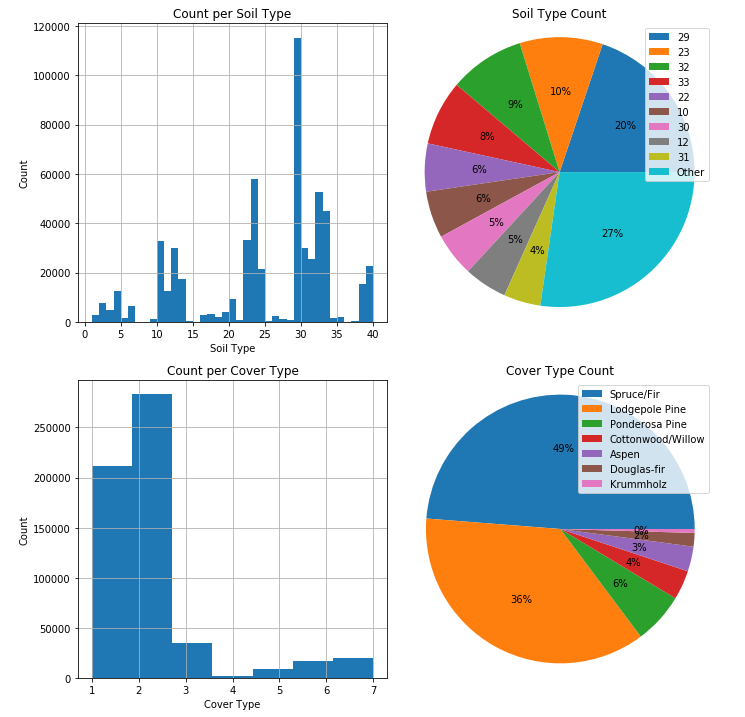 Count per Soil Type
120000
100000
80000
60000
40000
20000
0
Count
0 5 10 15 20 25 30 35 40
Soil Type
Soil Type Count
29
23
32
33
22
10
30
12
31
Other
20%
10%
9%
8%
6%
6%
5%
5%
4%
27%
Count per Cover Type
250000
200000
150000
100000
50000
0
Count
1 2 3 4 5 6 7
Cover Type
Cover Type Count
Spruce/Fir
Lodgepole Pine
Ponderosa Pine
Cottonwood/Willow
Aspen
Douglas-fir
Krummholz
49%
36%
6%
4%
3%
2%
0%